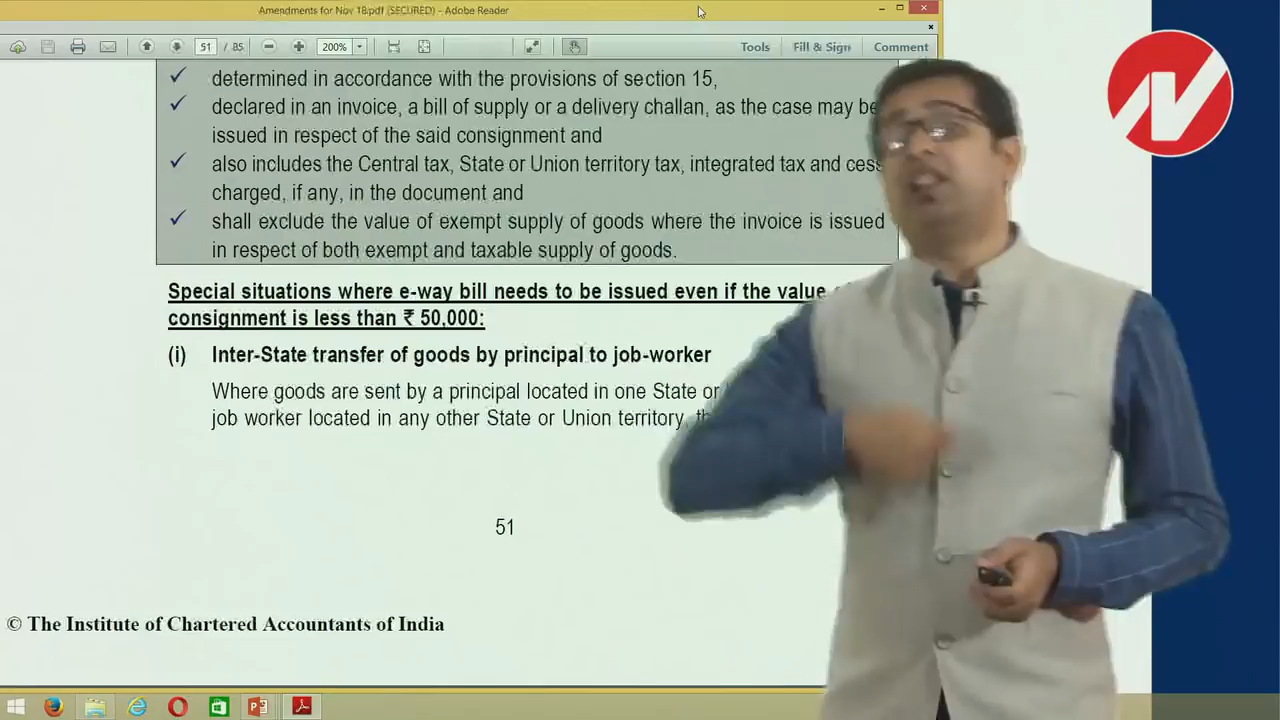 Amendments for Nov 18.pdf (SECURED) - Adobe Reader
51 / 85
200%
Tools
Fill & Sign
Comment
determined in accordance with the provisions of section 15,
declared in an invoice, a bill of supply or a delivery challan, as the case may be
issued in respect of the said consignment and
also includes the Central tax, State or Union territory tax, integrated tax and cess
charged, if any, in the document and
shall exclude the value of exempt supply of goods where the invoice is issued
in respect of both exempt and taxable supply of goods.
Special situations where e-way bill needs to be issued even if the value
consignment is less than ₹ 50,000:
(i) Inter-State transfer of goods by principal to job-worker
Where goods are sent by a principal located in one State or
job worker located in any other State or Union territory,
51
© The Institute of Chartered Accountants of India